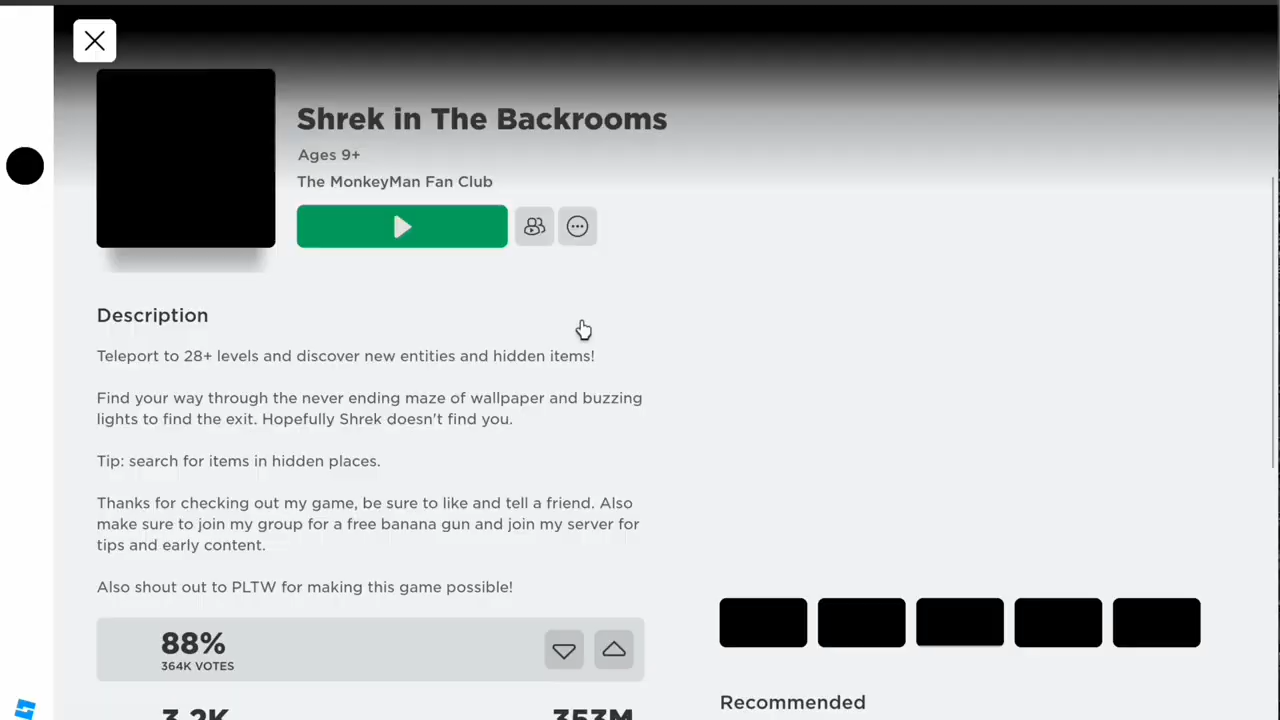 Shrek in The Backrooms
Ages 9+
The MonkeyMan Fan Club
Description
Teleport to 28+ levels and discover new entities and hidden items!
Find your way through the never ending maze of wallpaper and buzzing
lights to find the exit. Hopefully Shrek doesn't find you.
Tip: search for items in hidden places.
Thanks for checking out my game, be sure to like and tell a friend. Also
make sure to join my group for a free banana gun and join my server for
tips and early content.
Also shout out to PLTW for making this game possible!
88%
364K VOTES
3.2K
353M
Recommended